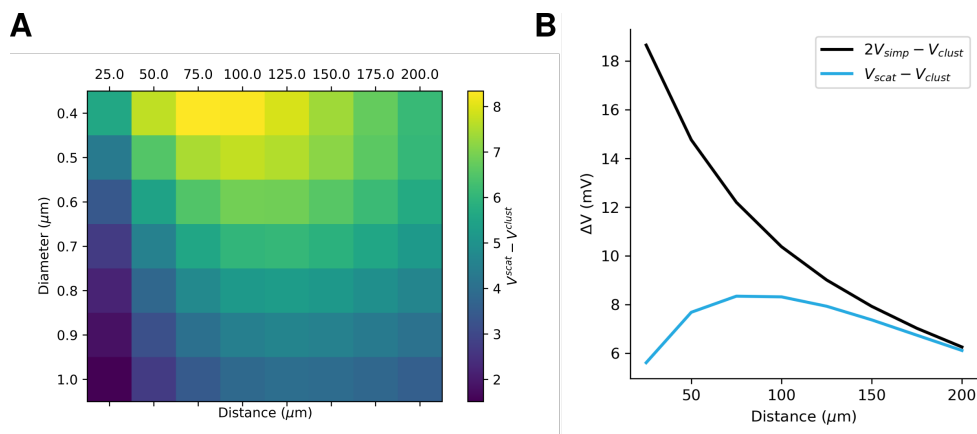 A
25.0 50.0 75.0 100.0 125.0 150.0 175.0 200.0
0.4
0.5
0.6
0.7
0.8
0.9
1.0
Diameter (μm)
Distance (μm)
8
7
6
5
4
3
2
V^scat − V^clust
B
2V_simp − V_clust
V_scat − V_clust
18
16
14
12
10
8
6
ΔV (mV)
50 100 150 200
Distance (μm)